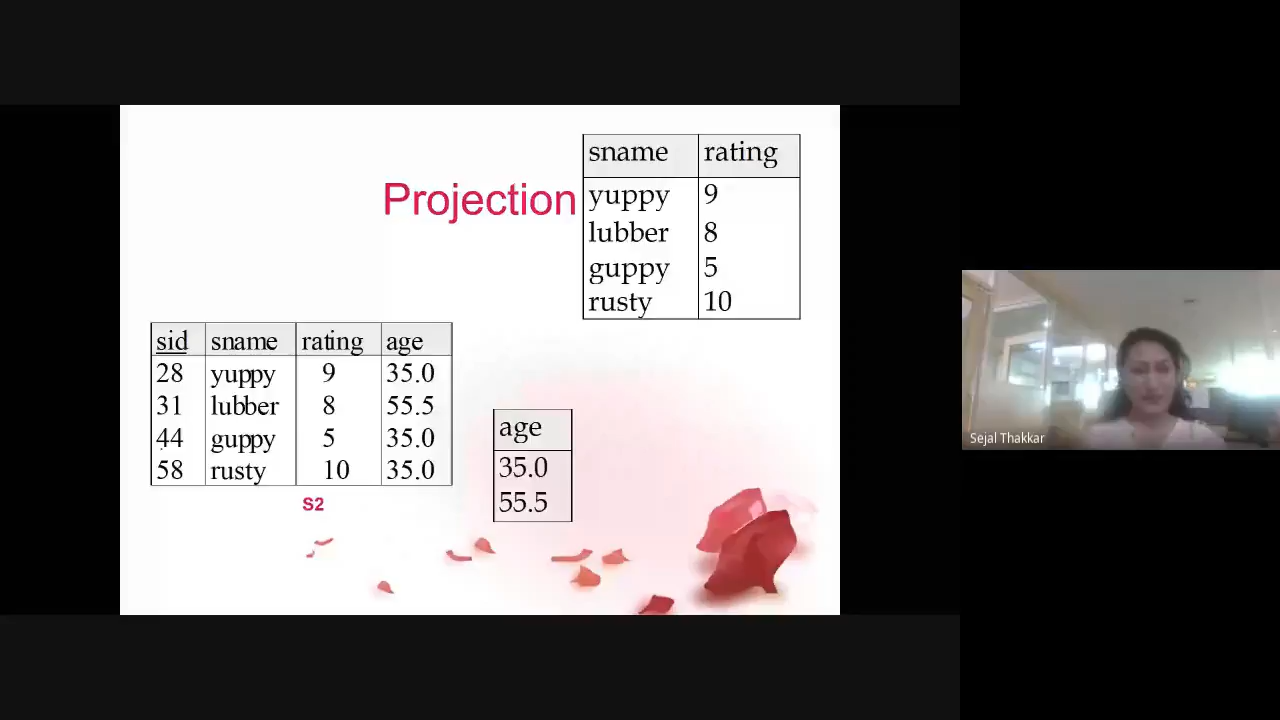 sname rating
Projection
yuppy 9
lubber 8
guppy 5
rusty 10
sid sname rating age
28 yuppy 9 35.0
31 lubber 8 55.5
44 guppy 5 35.0
58 rusty 10 35.0
S2
age
35.0
55.5
Sejal Thakkar